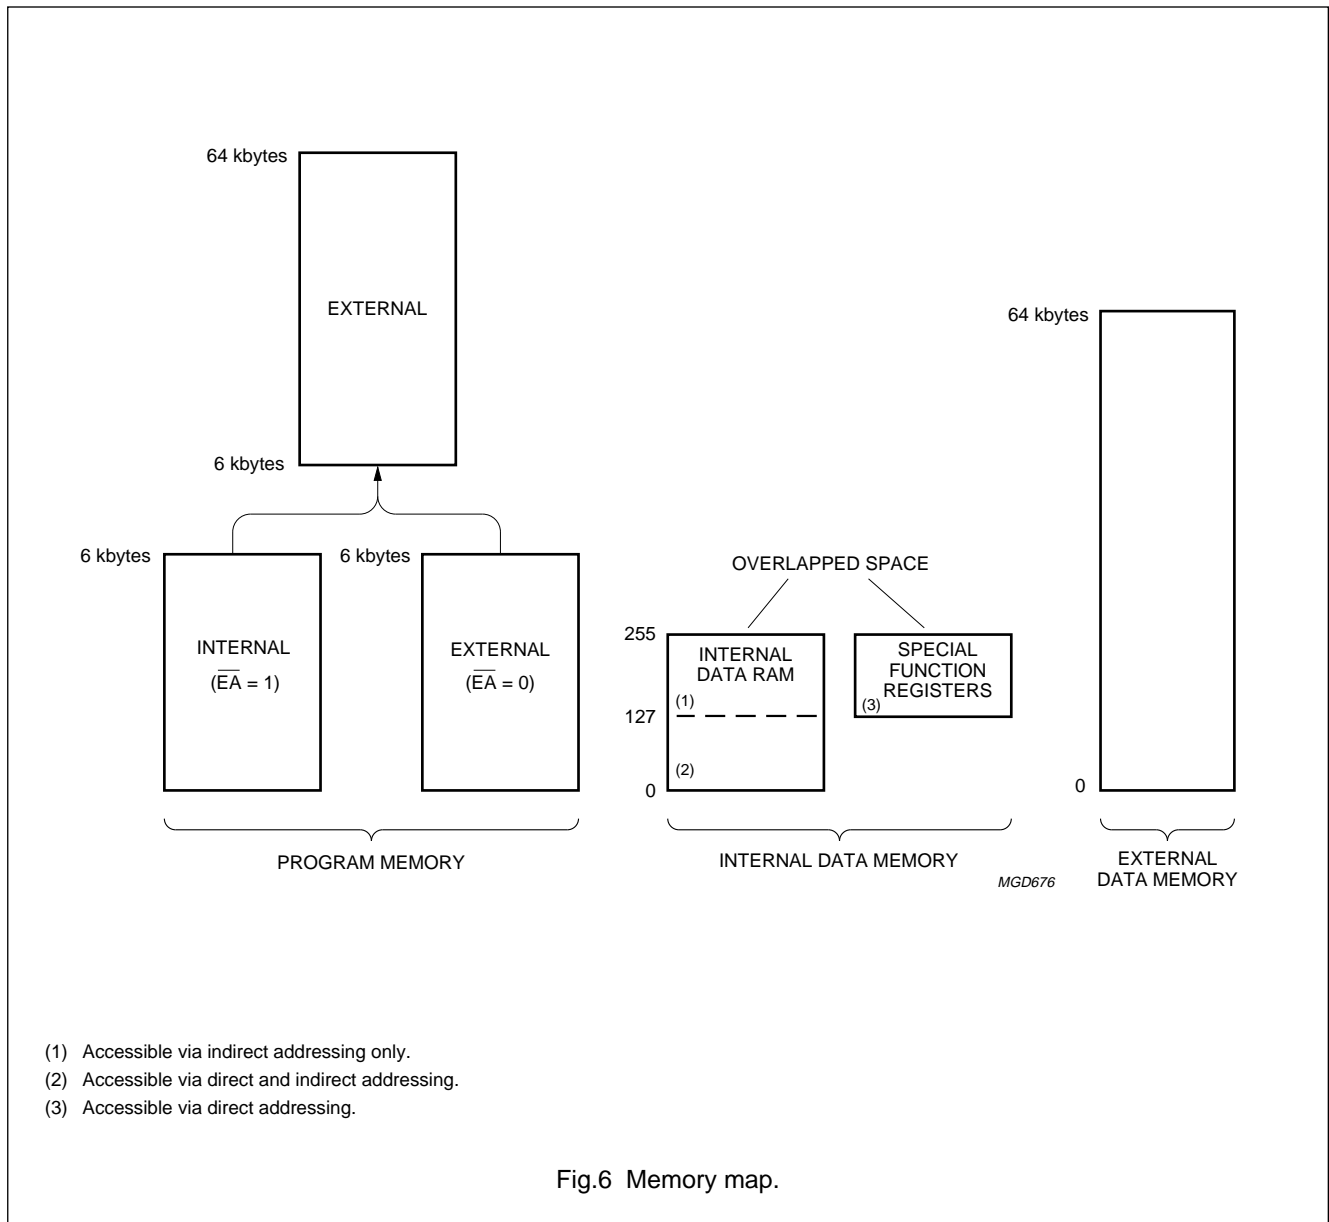 64 kbytes
EXTERNAL
6 kbytes
6 kbytes
INTERNAL
(E̅A̅ = 1)
6 kbytes
EXTERNAL
(E̅A̅ = 0)
PROGRAM MEMORY
OVERLAPPED SPACE
255
INTERNAL
DATA RAM
(1)
127
(2)
0
SPECIAL
FUNCTION
REGISTERS
(3)
INTERNAL DATA MEMORY
64 kbytes
0
EXTERNAL
DATA MEMORY
MGD676
(1) Accessible via indirect addressing only.
(2) Accessible via direct and indirect addressing.
(3) Accessible via direct addressing.
Fig.6 Memory map.